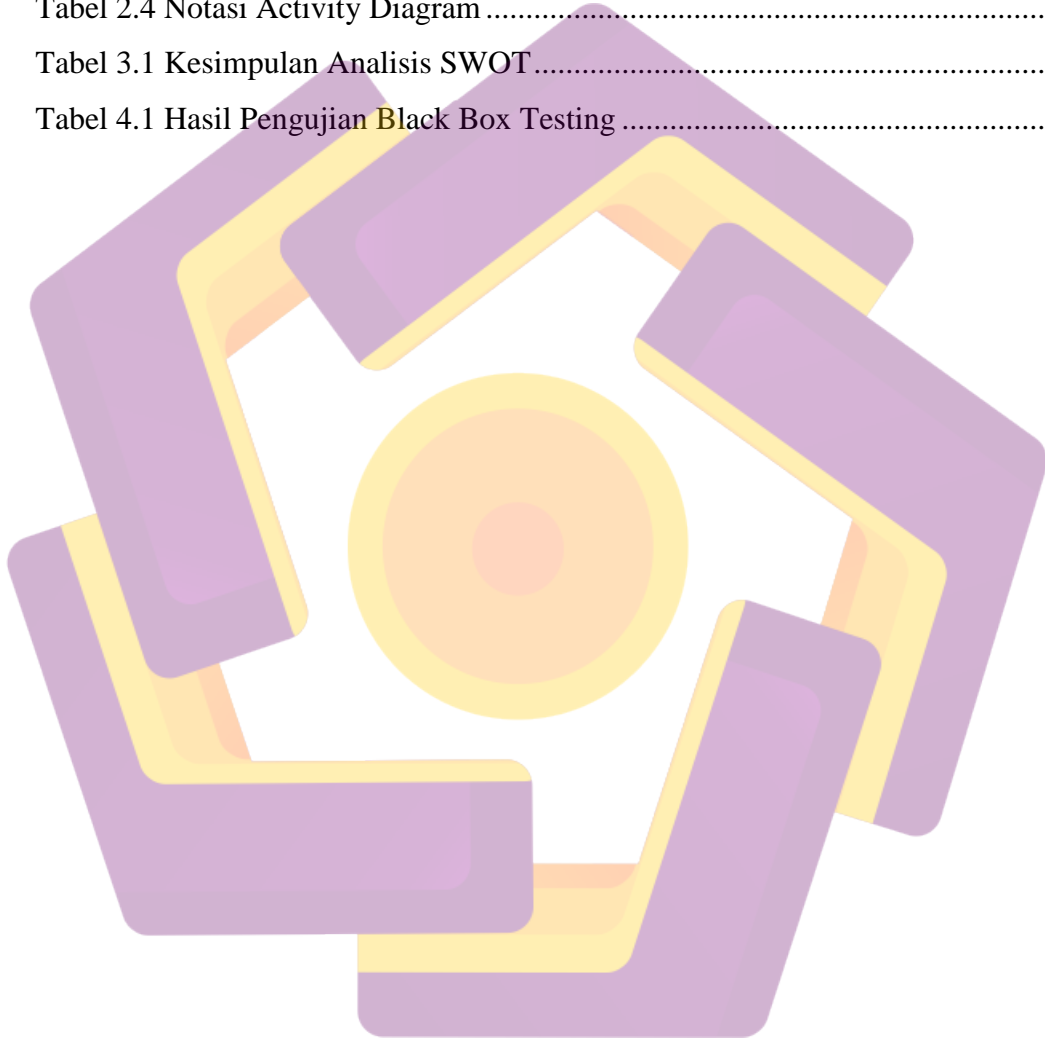 Tabel 2.4 Notasi Activity Diagram ..........................................................................
Tabel 3.1 Kesimpulan Analisis SWOT....................................................................
Tabel 4.1 Hasil Pengujian Black Box Testing ........................................................